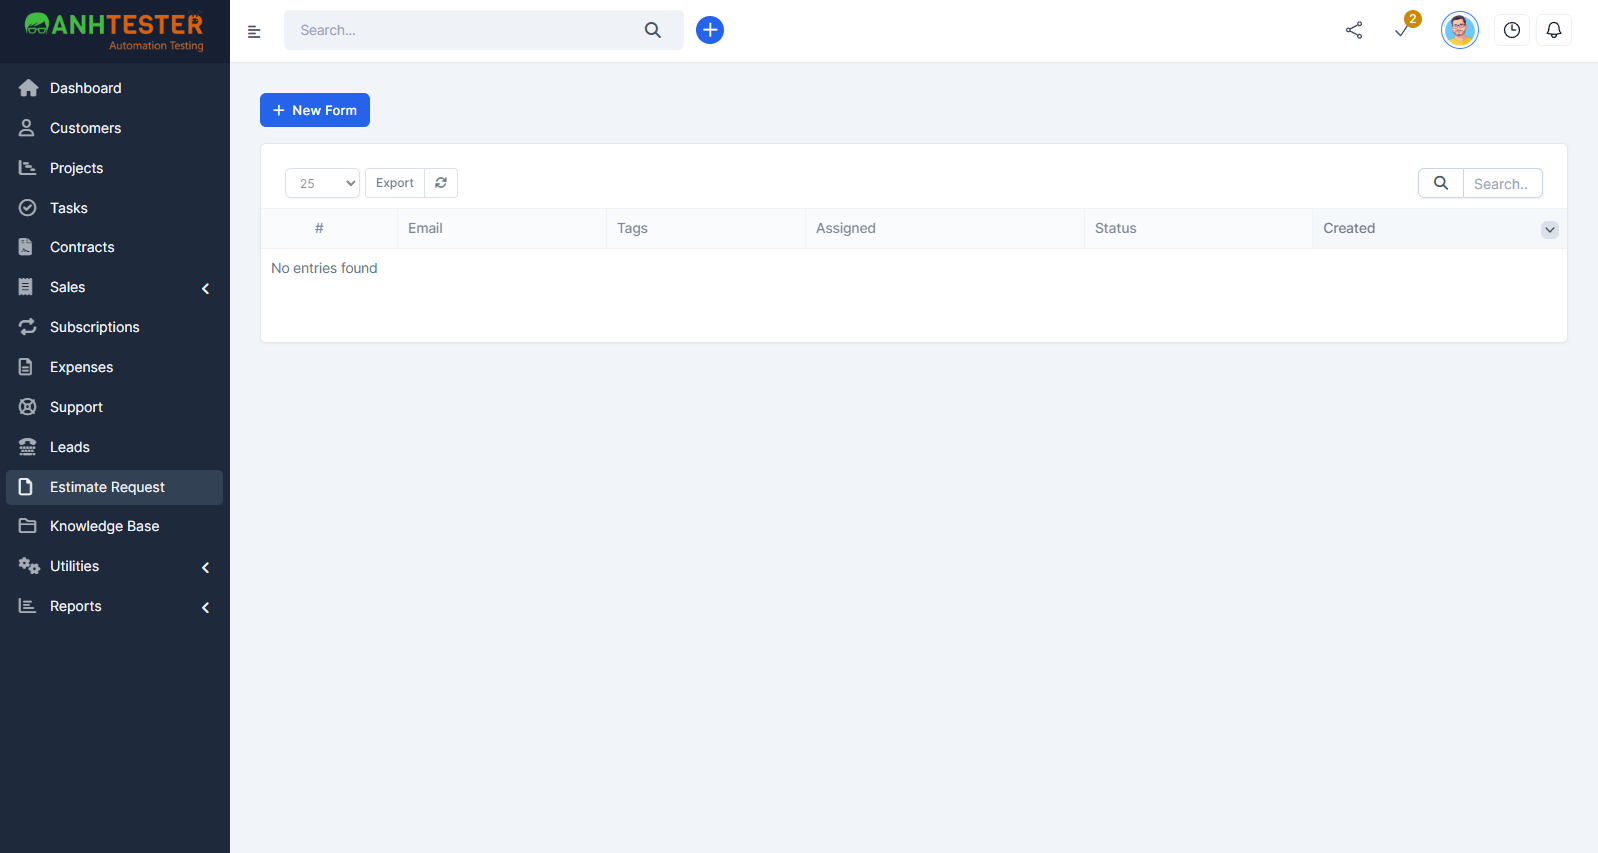 ANHTESTER
Automation Testing
Search...
2
Dashboard
Customers
Projects
Tasks
Contracts
Sales
Subscriptions
Expenses
Support
Leads
Estimate Request
Knowledge Base
Utilities
Reports
New Form
25
Export
Search..
# Email Tags Assigned Status Created
No entries found